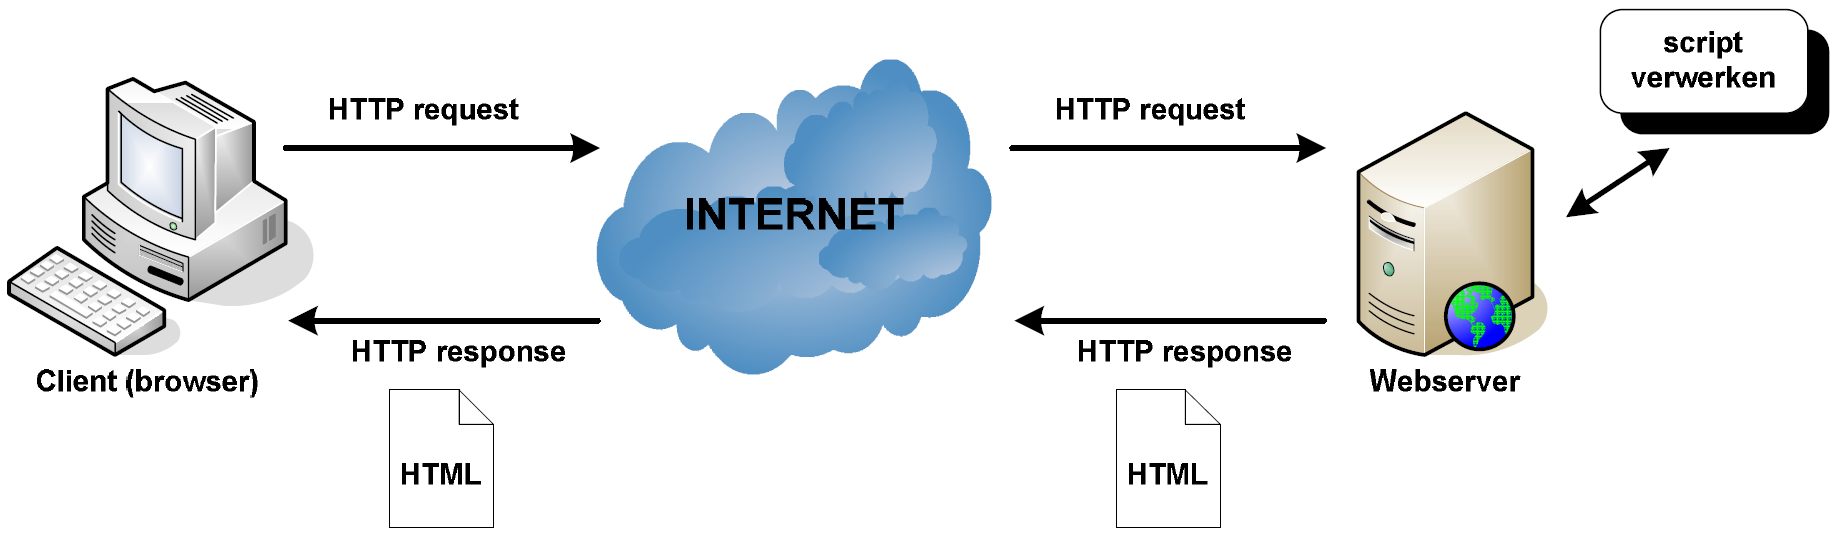 script
verwerken
HTTP request
HTTP request
INTERNET
HTTP response
HTTP response
Client (browser)
Webserver
HTML
HTML